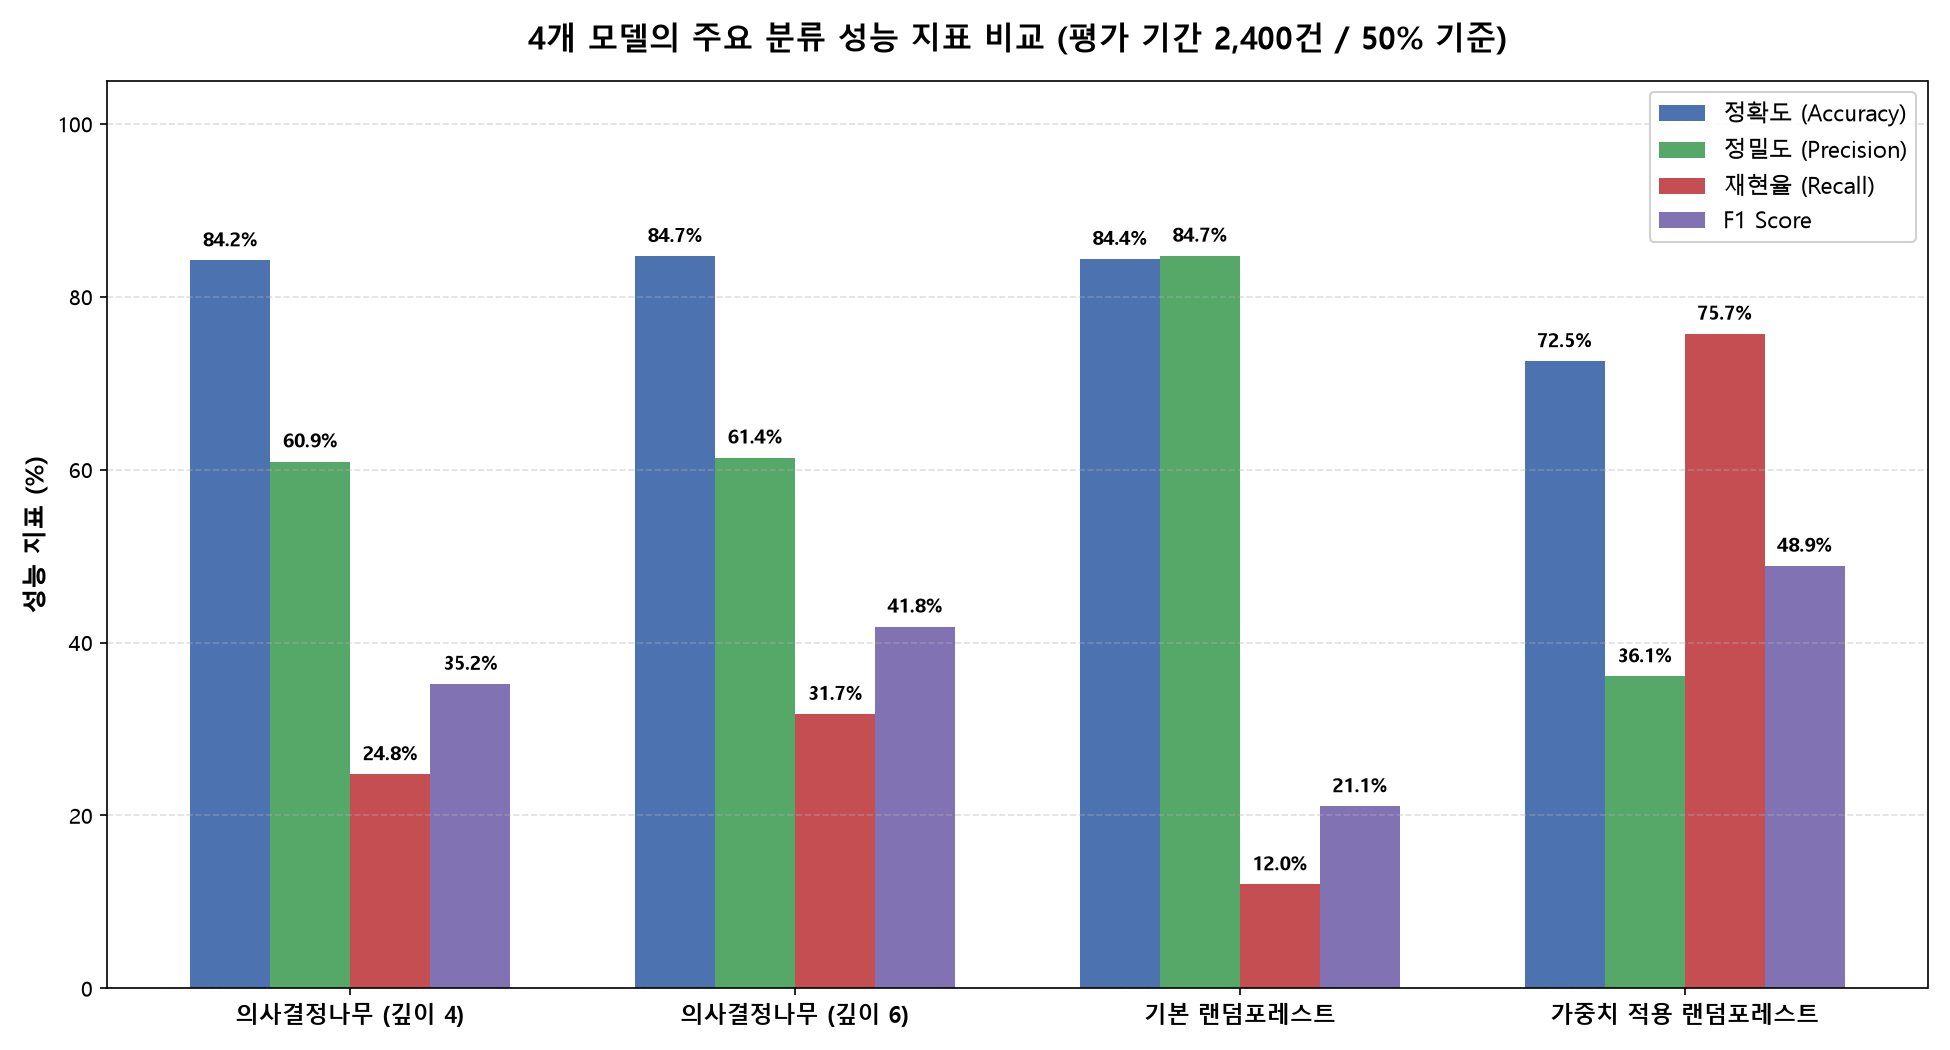 4개 모델의 주요 분류 성능 지표 비교 (평가 기간 2,400건 / 50% 기준)
정확도 (Accuracy)
정밀도 (Precision)
재현율 (Recall)
F1 Score
성능 지표 (%)
100
80
60
40
20
0
84.2%
60.9%
24.8%
35.2%
84.7%
61.4%
31.7%
41.8%
84.4%
84.7%
12.0%
21.1%
72.5%
36.1%
75.7%
48.9%
의사결정나무 (깊이 4)
의사결정나무 (깊이 6)
기본 랜덤포레스트
가중치 적용 랜덤포레스트